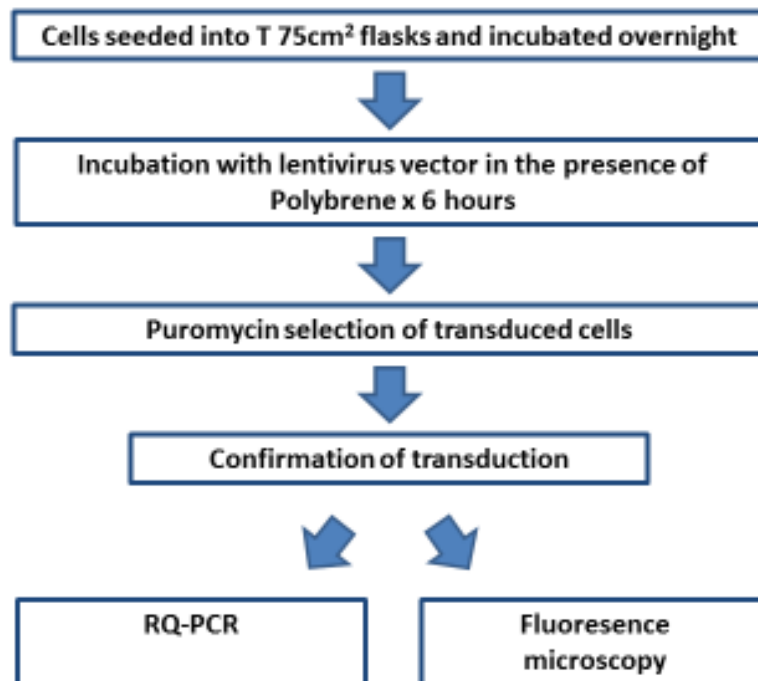 Cells seeded into T 75cm² flasks and incubated overnight
Incubation with lentivirus vector in the presence of
Polybrene x 6 hours
Puromycin selection of transduced cells
Confirmation of transduction
RQ-PCR
Fluoresence
microscopy